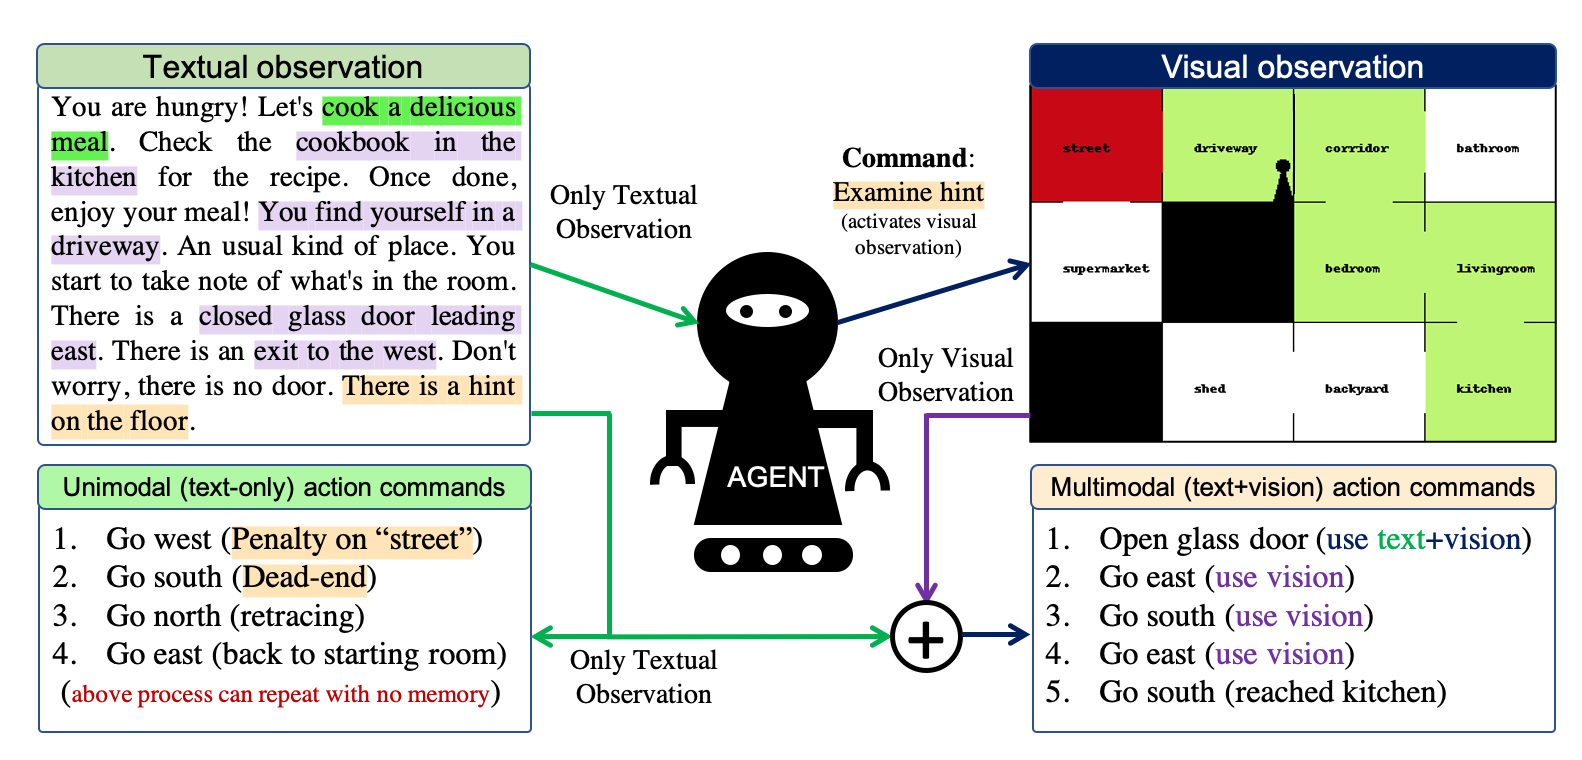 Textual observation
You are hungry! Let's cook a delicious
meal. Check the cookbook in the
kitchen for the recipe. Once done,
enjoy your meal! You find yourself in a
driveway. An usual kind of place. You
start to take note of what's in the room.
There is a closed glass door leading
east. There is an exit to the west. Don't
worry, there is no door. There is a hint
on the floor.
Only Textual
Observation
Command:
Examine hint
(activates visual
observation)
AGENT
Only Visual
Observation
Visual observation
street driveway corridor bathroom
supermarket bedroom livingroom
shed backyard kitchen
Unimodal (text-only) action commands
1. Go west (Penalty on “street”)
2. Go south (Dead-end)
3. Go north (retracing)
4. Go east (back to starting room)
(above process can repeat with no memory)
Only Textual
Observation
+
Multimodal (text+vision) action commands
1. Open glass door (use text+vision)
2. Go east (use vision)
3. Go south (use vision)
4. Go east (use vision)
5. Go south (reached kitchen)